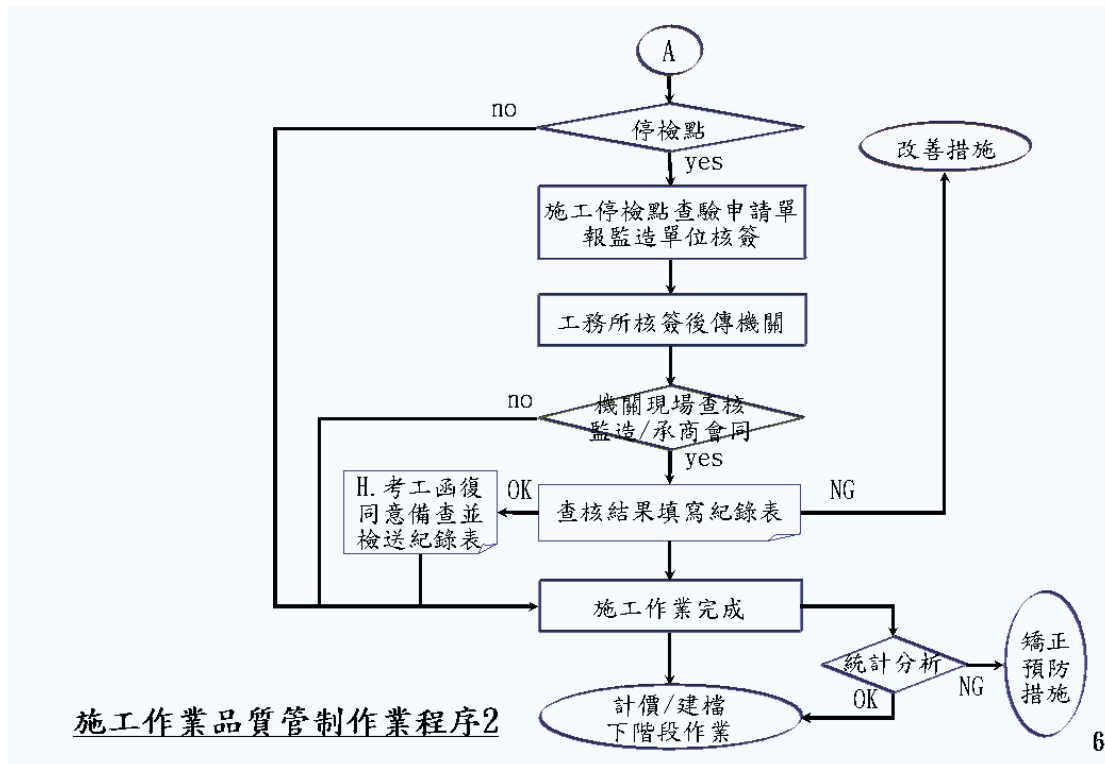 A
no
停檢點
yes
改善措施
施工停檢點查驗申請單
報監造單位核簽
工務所核簽後傳機關
no
機關現場查核
監造/承商會同
yes
H.考工函復
同意備查並
檢送紀錄表
OK
查核結果填寫紀錄表
NG
施工作業完成
統計分析
NG
OK
矯正
預防
措施
計價/建檔
下階段作業
施工作業品質管制作業程序2
6